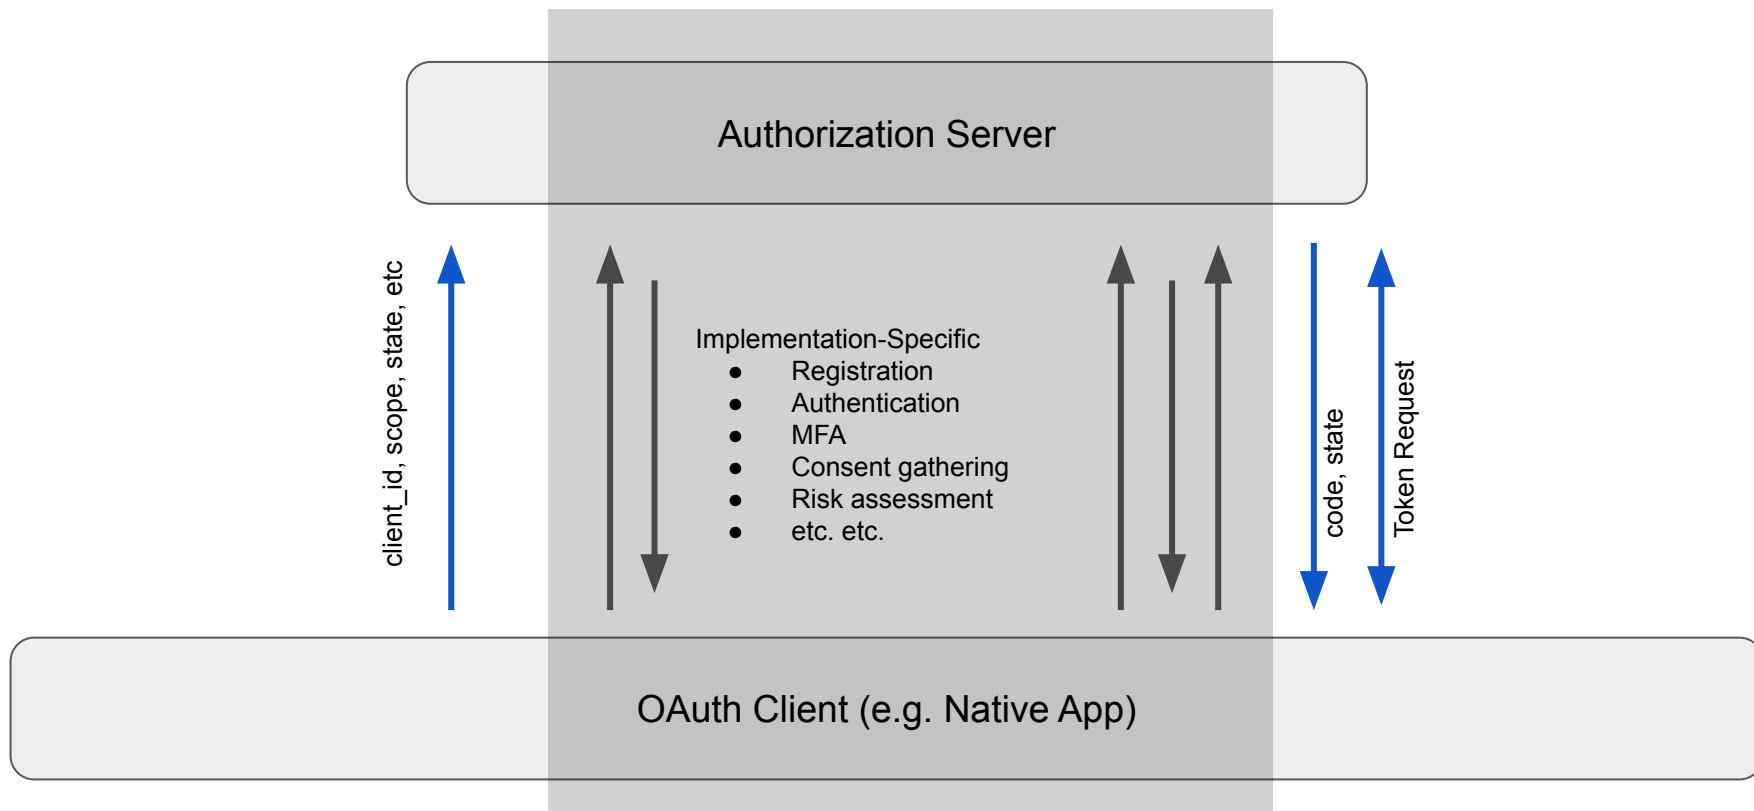 Authorization Server
client_id, scope, state, etc
Implementation-Specific
● Registration
● Authentication
● MFA
● Consent gathering
● Risk assessment
● etc. etc.
code, state
Token Request
OAuth Client (e.g. Native App)